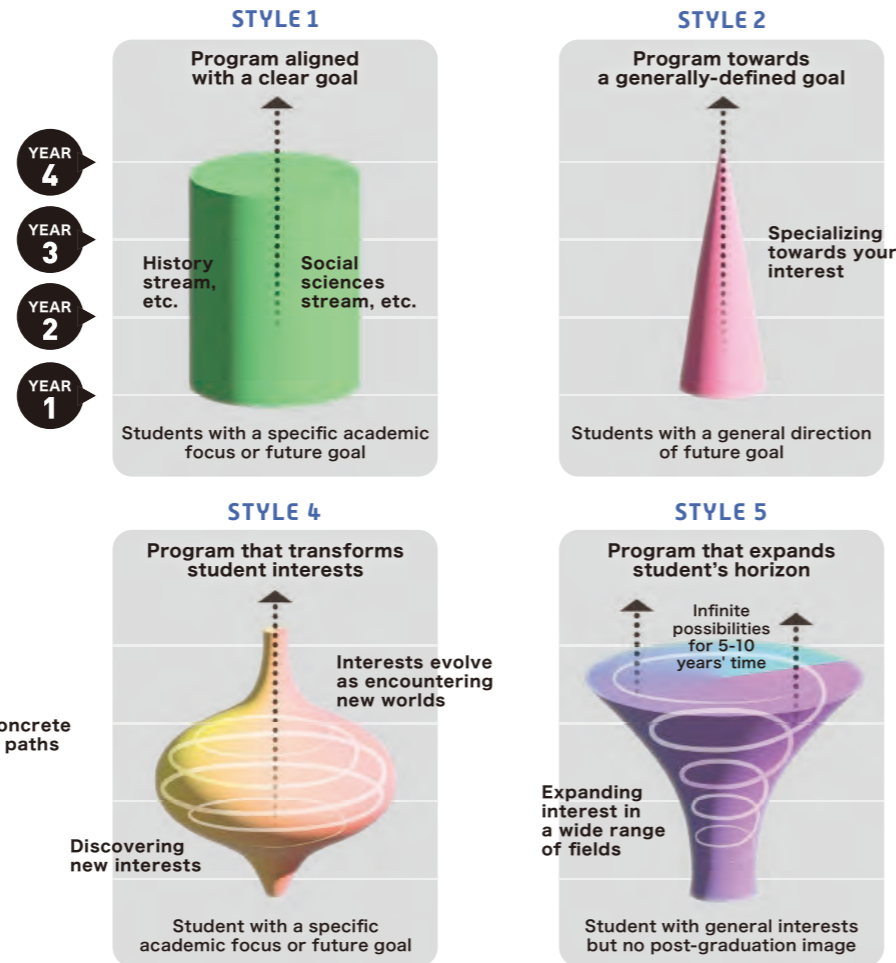 STYLE 1
Program aligned
with a clear goal
YEAR
4
YEAR
3
YEAR
2
YEAR
1
History
stream,
etc.
Social
sciences
stream, etc.
Students with a specific academic
focus or future goal
STYLE 2
Program towards
a generally-defined goal
Specializing
towards your
interest
Students with a general direction
of future goal
STYLE 4
Program that transforms
student interests
Interests evolve
as encountering
new worlds
oncrete
paths
Discovering
new interests
Student with a specific
academic focus or future goal
STYLE 5
Program that expands
student's horizon
Infinite
possibilities
for 5-10
years' time
Expanding
interest in
a wide range
of fields
Student with general interests
but no post-graduation image